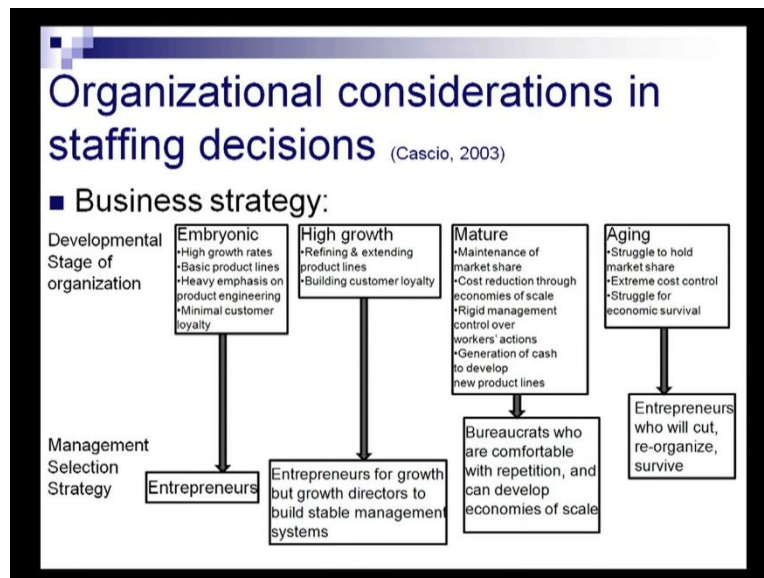 Organizational considerations in
staffing decisions (Cascio, 2003)
Business strategy:
Developmental
Stage of
organization
Embryonic
•High growth rates
•Basic product lines
•Heavy emphasis on
product engineering
•Minimal customer
loyalty
High growth
•Refining & extending
product lines
•Building customer loyalty
Mature
•Maintenance of
market share
•Cost reduction through
economies of scale
•Rigid management
control over
workers' actions
•Generation of cash
to develop
new product lines
Aging
•Struggle to hold
market share
•Extreme cost control
•Struggle for
economic survival
Management
Selection
Strategy
Entrepreneurs
Entrepreneurs for growth
but growth directors to
build stable management
systems
Bureaucrats who
are comfortable
with repetition, and
can develop
economies of scale
Entrepreneurs
who will cut,
re-organize,
survive